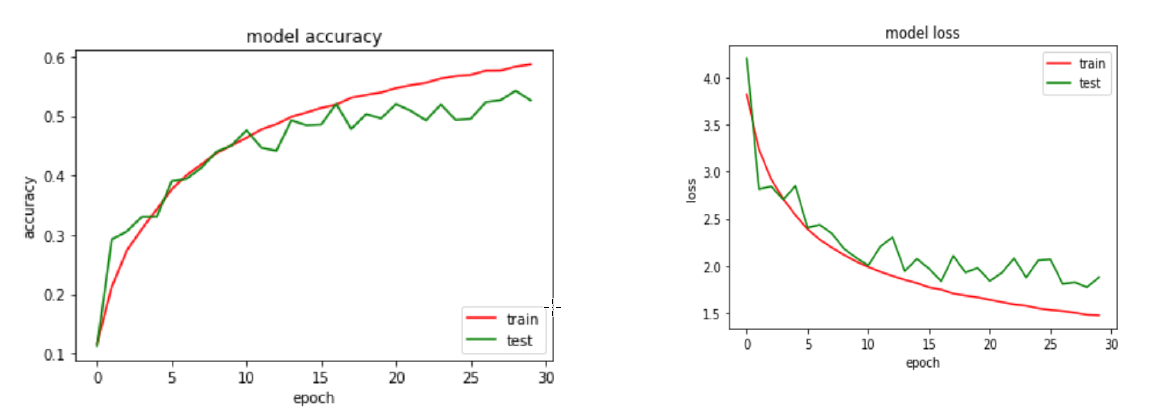 model accuracy
0.6
0.5
0.4
0.3
0.2
0.1
accuracy
train
test
0 5 10 15 20 25 30
epoch
model loss
train
test
4.0
3.5
3.0
2.5
2.0
1.5
loss
0 5 10 15 20 25 30
epoch